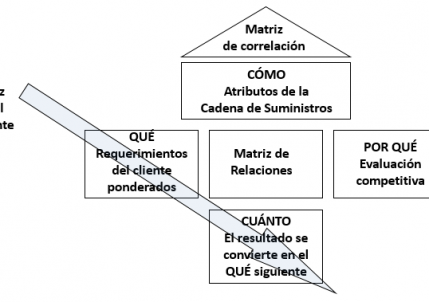 Matriz
de correlación
CÓMO
Atributos de la
Cadena de Suministros
QUÉ
Requerimientos
del cliente
ponderados
Matriz de
Relaciones
POR QUÉ
Evaluación
competitiva
CUÁNTO
El resultado se
convierte en el
QUÉ siguiente